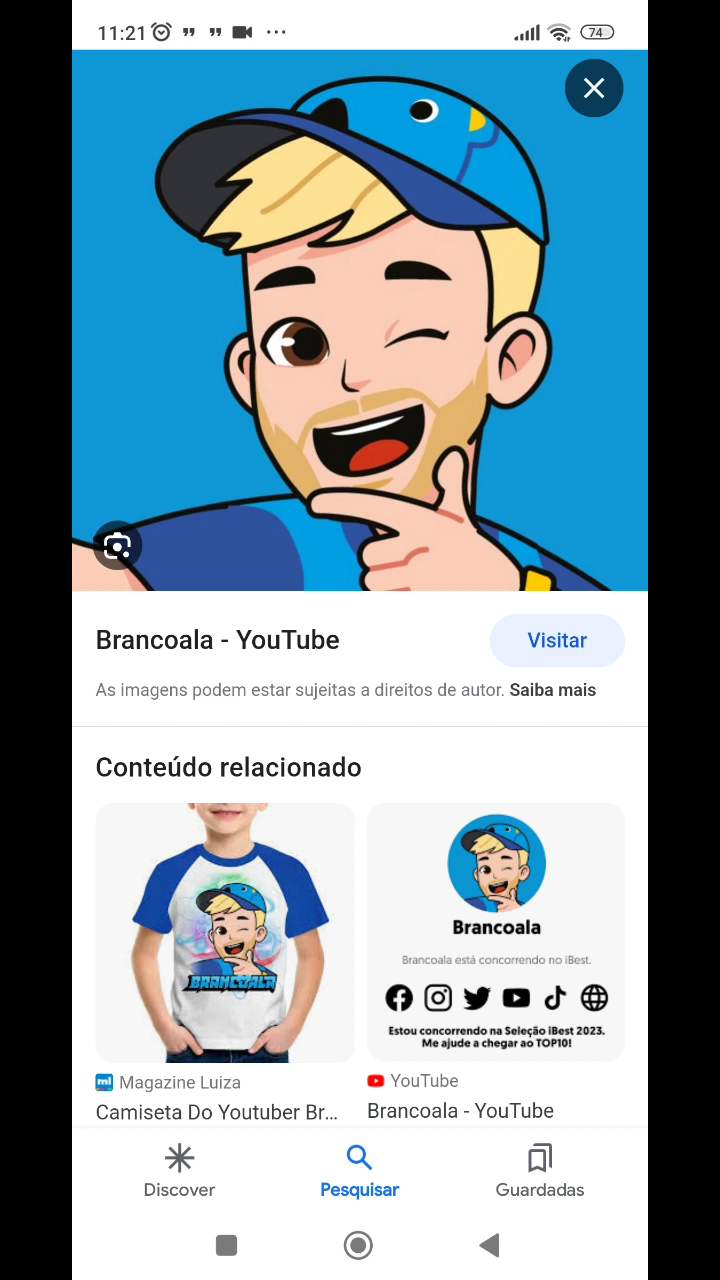 11:21
74
Brancoala - YouTube
Visitar
As imagens podem estar sujeitas a direitos de autor. Saiba mais
Conteúdo relacionado
BRANCOALA
Brancoala
Brancoala está concorrendo no iBest.
Estou concorrendo na Seleção iBest 2023.
Me ajude a chegar ao TOP10!
ml Magazine Luiza
YouTube
Camiseta Do Youtuber Br...
Brancoala - YouTube
Discover
Pesquisar
Guardadas